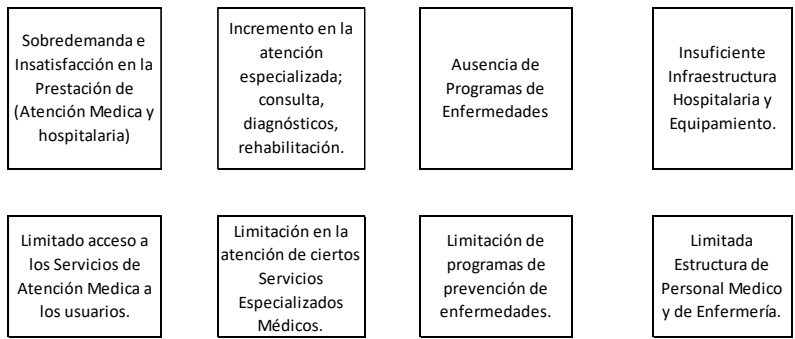 Sobredemanda e
Insatisfacción en la
Prestación de
(Atención Medica y
hospitalaria)
Incremento en la
atención
especializada;
consulta,
diagnósticos,
rehabilitación.
Ausencia de
Programas de
Enfermedades
Insuficiente
Infraestructura
Hospitalaria y
Equipamiento.
Limitado acceso a
los Servicios de
Atención Medica a
los usuarios.
Limitación en la
atención de ciertos
Servicios
Especializados
Médicos.
Limitación de
programas de
prevención de
enfermedades.
Limitada
Estructura de
Personal Medico
y de Enfermería.